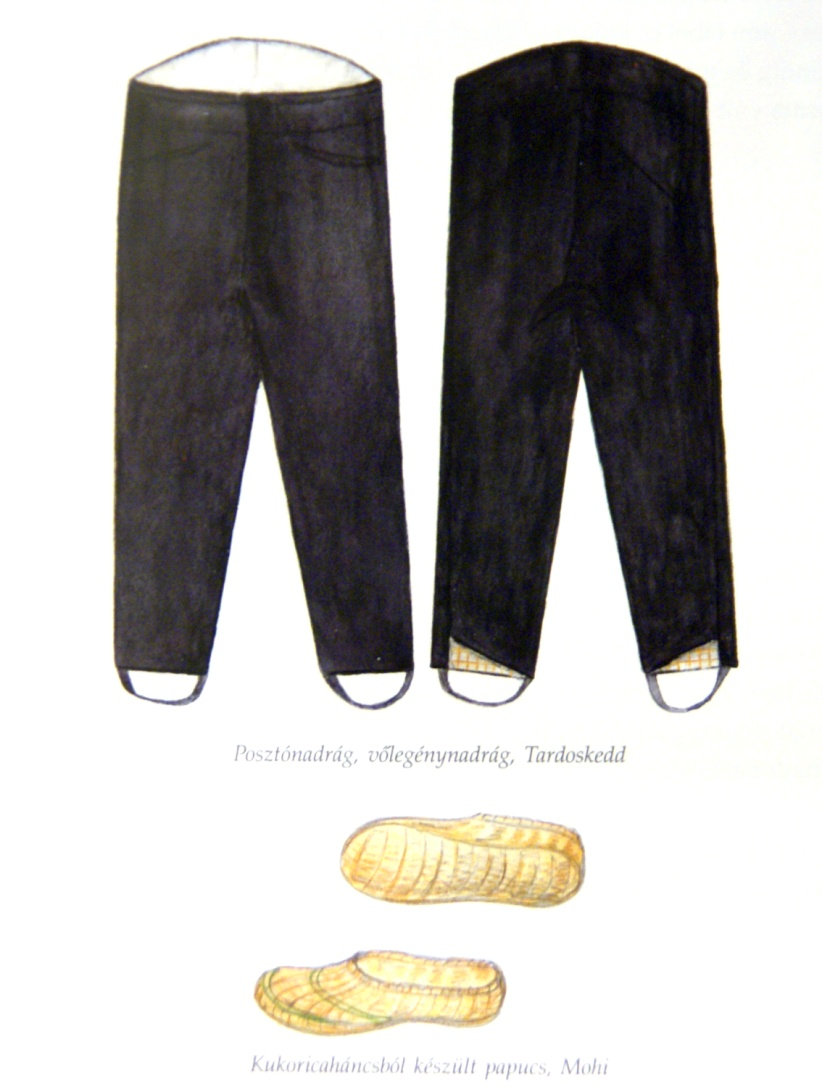 Posztónadrág, vőlegénynadrág, Tardoskedd
Kukoricaháncsból készült papucs, Mohi